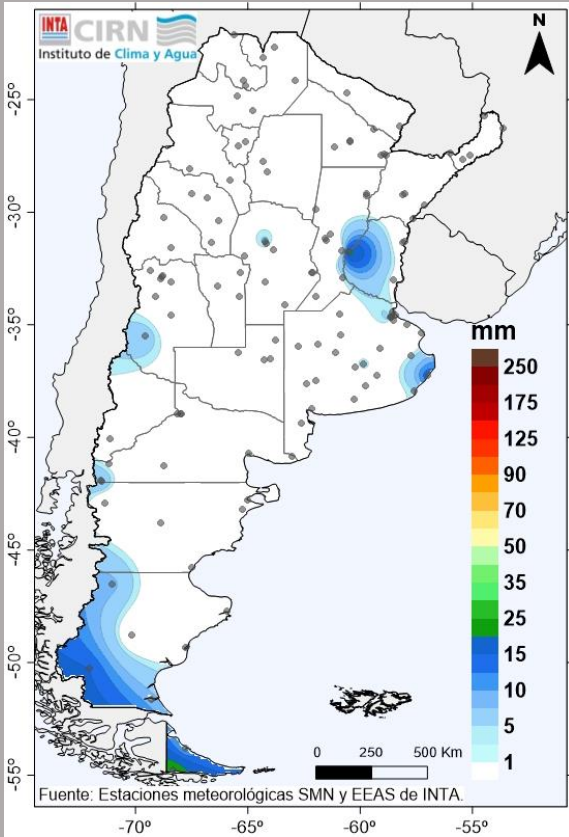 INTA CIRN
Instituto de Clima y Agua
N
-25°
-30°
-35°
-40°
-45°
-50°
-55°
mm
250
175
125
90
70
50
35
25
15
10
5
1
0 250 500 Km
Fuente: Estaciones meteorológicas SMN y EEAS de INTA.
-70° -65° -60° -55°